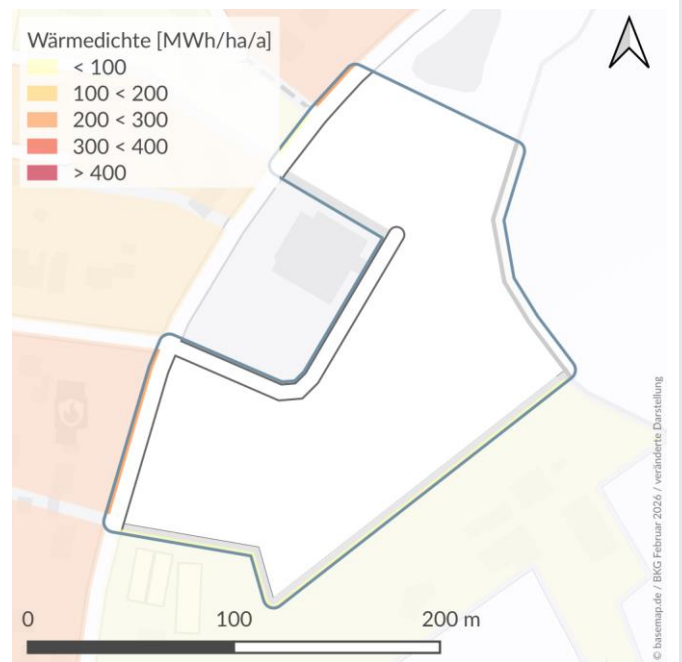 Wärmedichte [MWh/ha/a]
< 100
100 < 200
200 < 300
300 < 400
> 400
0 100 200 m
© basemap.de / BKG Februar 2026 / veränderte Darstellung